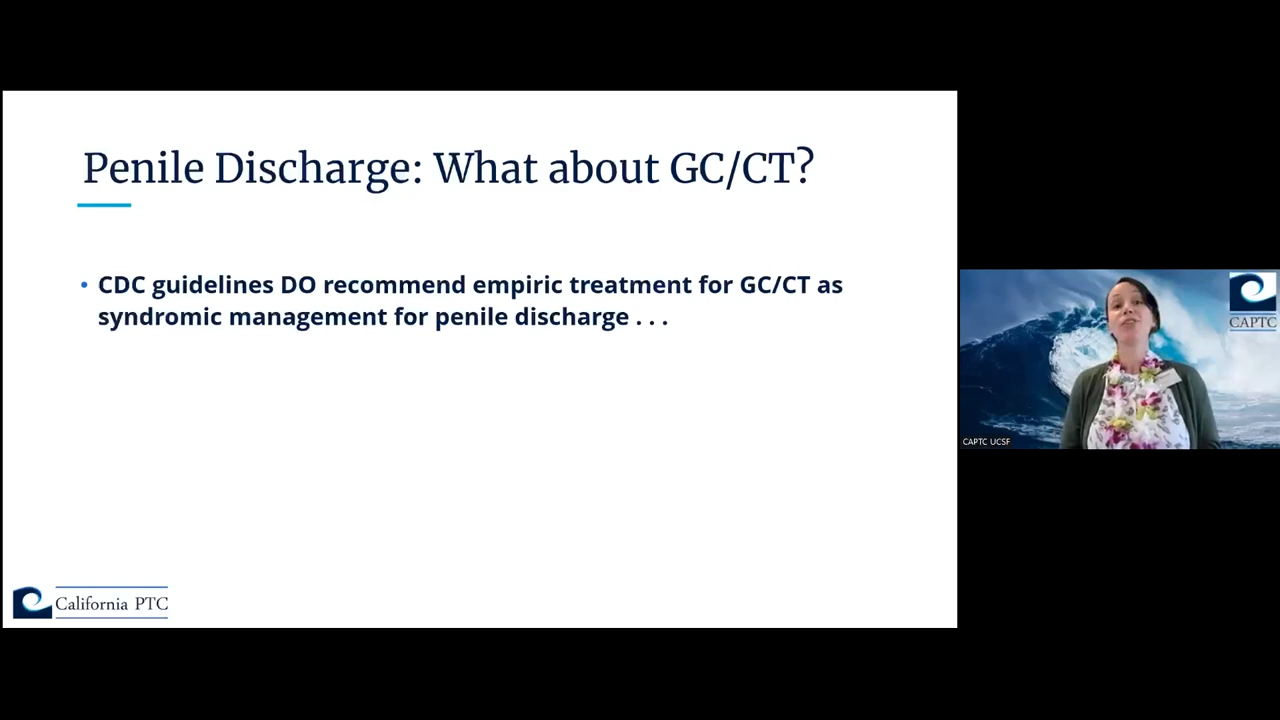 Penile Discharge: What about GC/CT?
• CDC guidelines DO recommend empiric treatment for GC/CT as
syndromic management for penile discharge . . .
California PTC
CAPTC
CAPTC UCSF